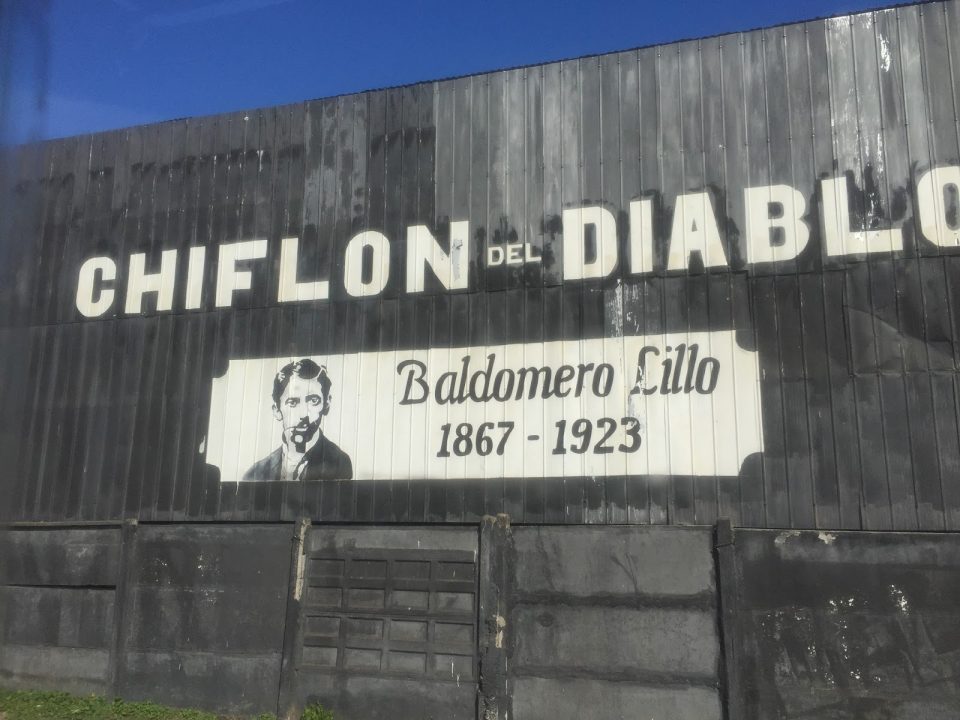 CHIFLON DEL DIABLO
Baldomero Lillo
1867 - 1923